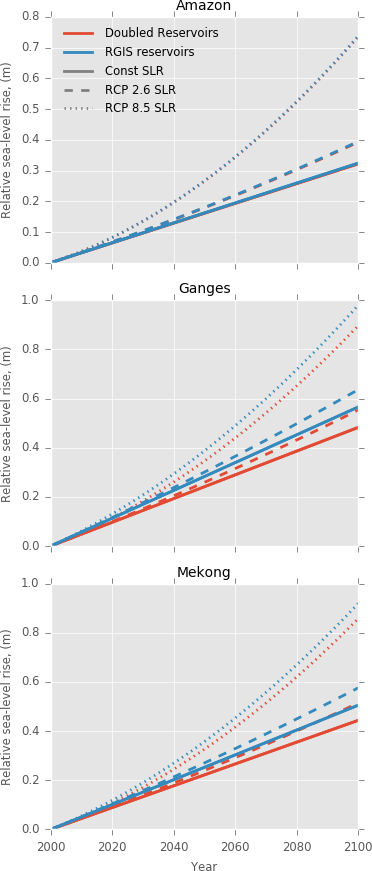 Amazon
0.8
0.7
0.6
0.5
0.4
0.3
0.2
0.1
0.0
Relative sea-level rise, (m)
Doubled Reservoirs
RGIS reservoirs
Const SLR
RCP 2.6 SLR
RCP 8.5 SLR
Ganges
1.0
0.8
0.6
0.4
0.2
0.0
Relative sea-level rise, (m)
Mekong
1.0
0.8
0.6
0.4
0.2
0.0
Relative sea-level rise, (m)
2000 2020 2040 2060 2080 2100
Year